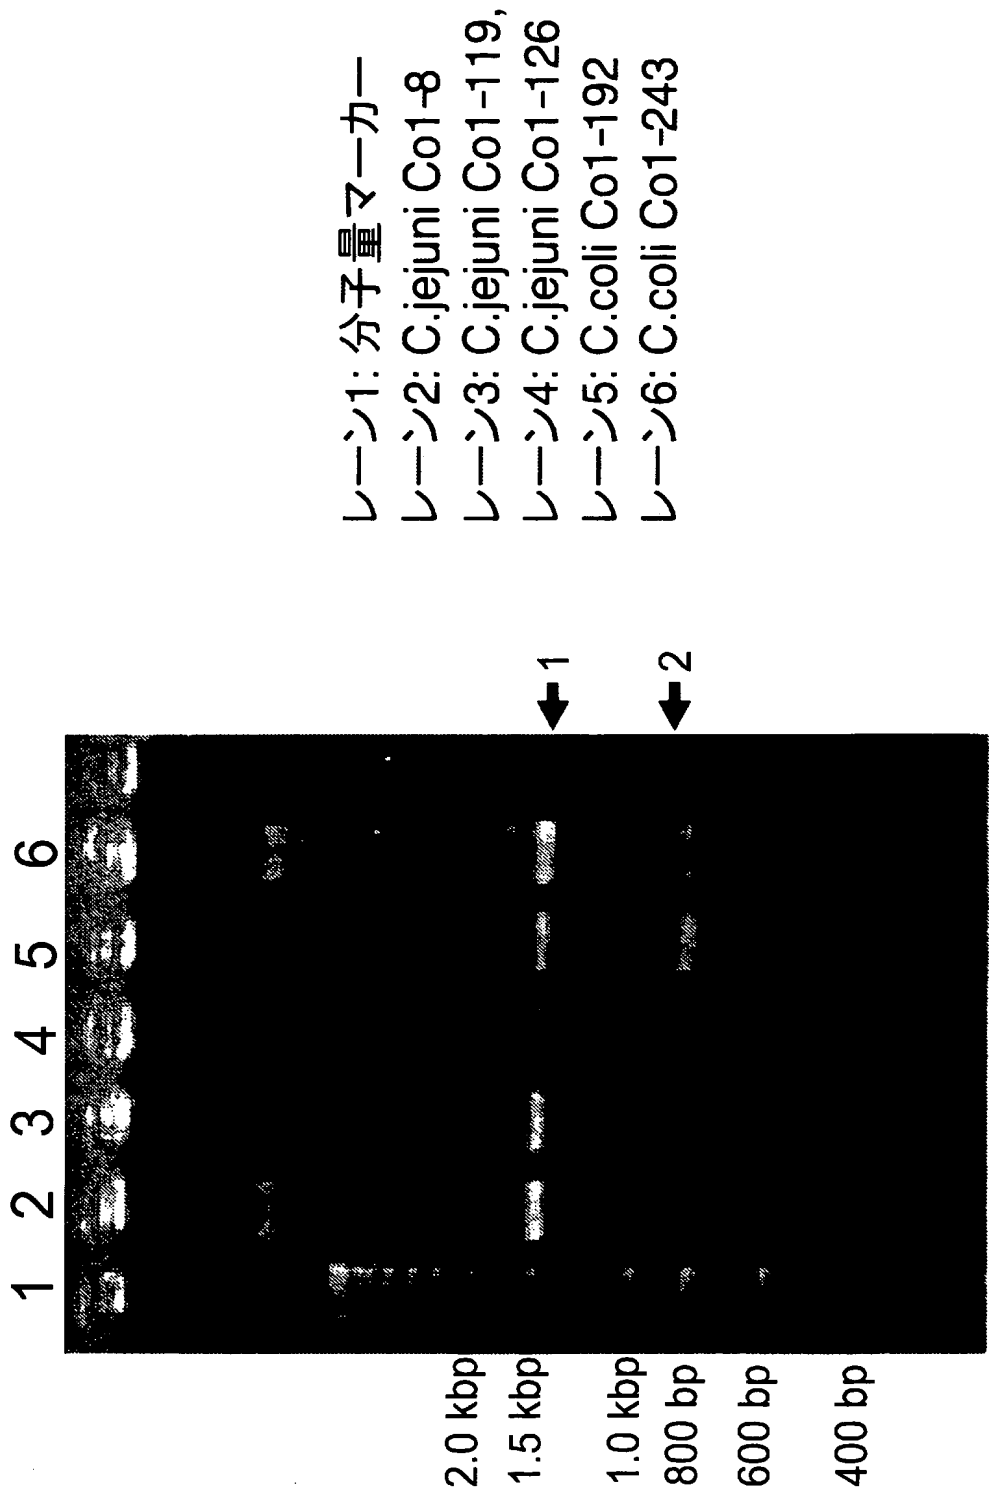 1 2 3 4 5 6
2.0 kbp
1.5 kbp
1.0 kbp
800 bp
600 bp
400 bp
1
2
レーン1: 分子量マーカー
レーン2: C.jejuni Co1-8
レーン3: C.jejuni Co1-119,
レーン4: C.jejuni Co1-126
レーン5: C.coli Co1-192
レーン6: C.coli Co1-243